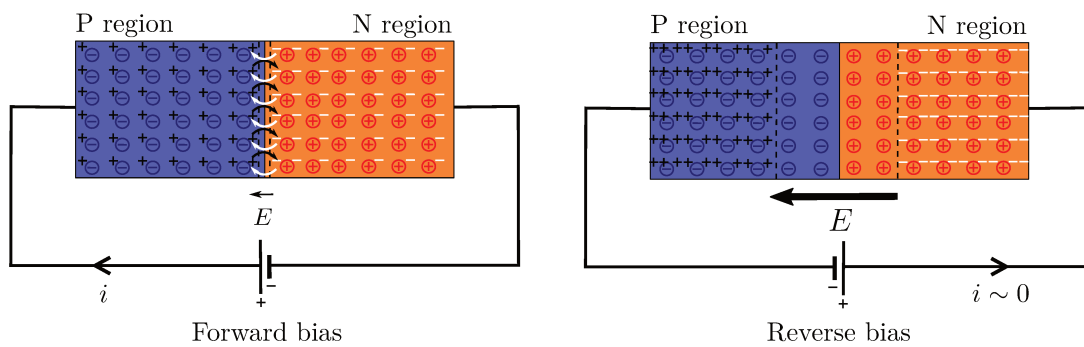 P region
N region
E
i
+
−
Forward bias
P region
N region
E
−
+
i ∼ 0
Reverse bias